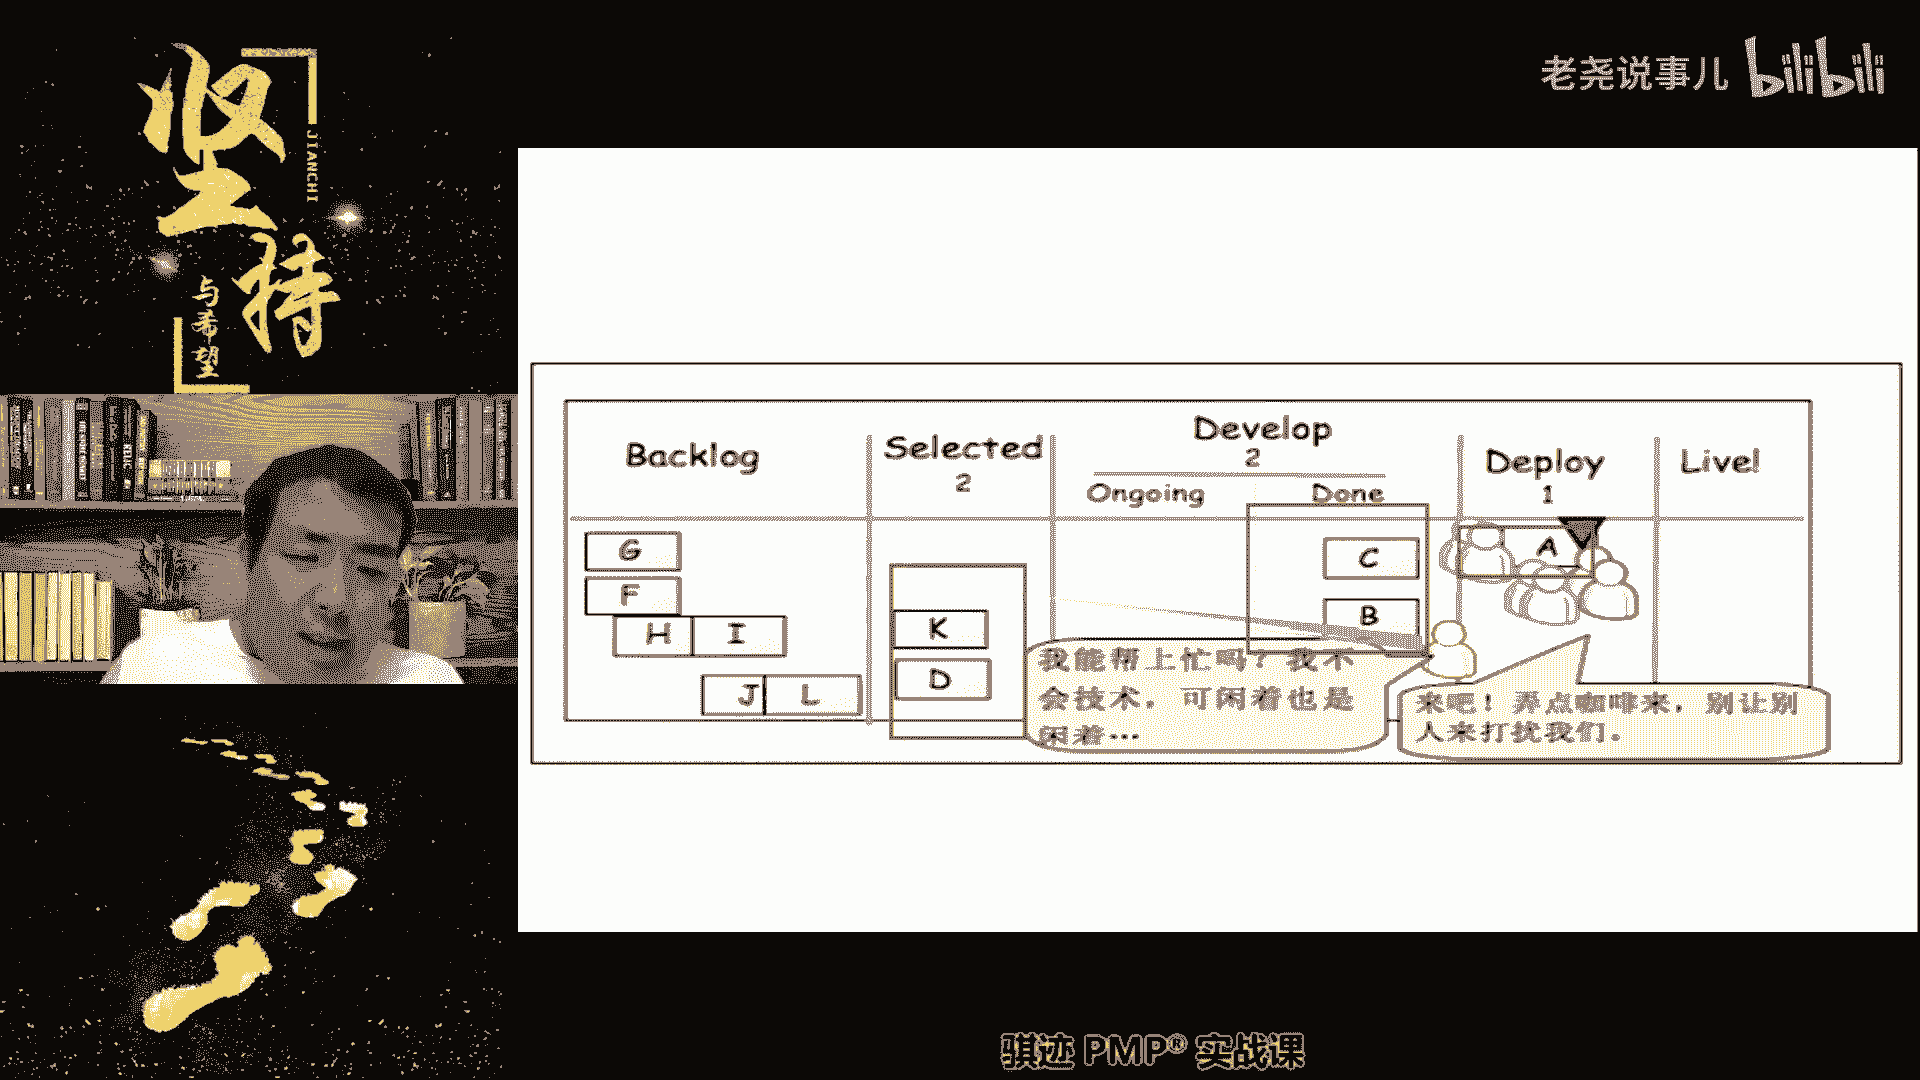 坚持
JIANCHI
与希望
老尧说事儿 bilibili
Backlog
Selected
2
Develop
2
Ongoing
Done
Deploy
1
Live!
G
F
H
I
J
L
K
D
C
B
A
我能帮上忙吗？我不
会技术，可闲着也是
闲着…
来吧！弄点咖啡来，别让别
人来打扰我们。
骐迹 PMP® 实战课